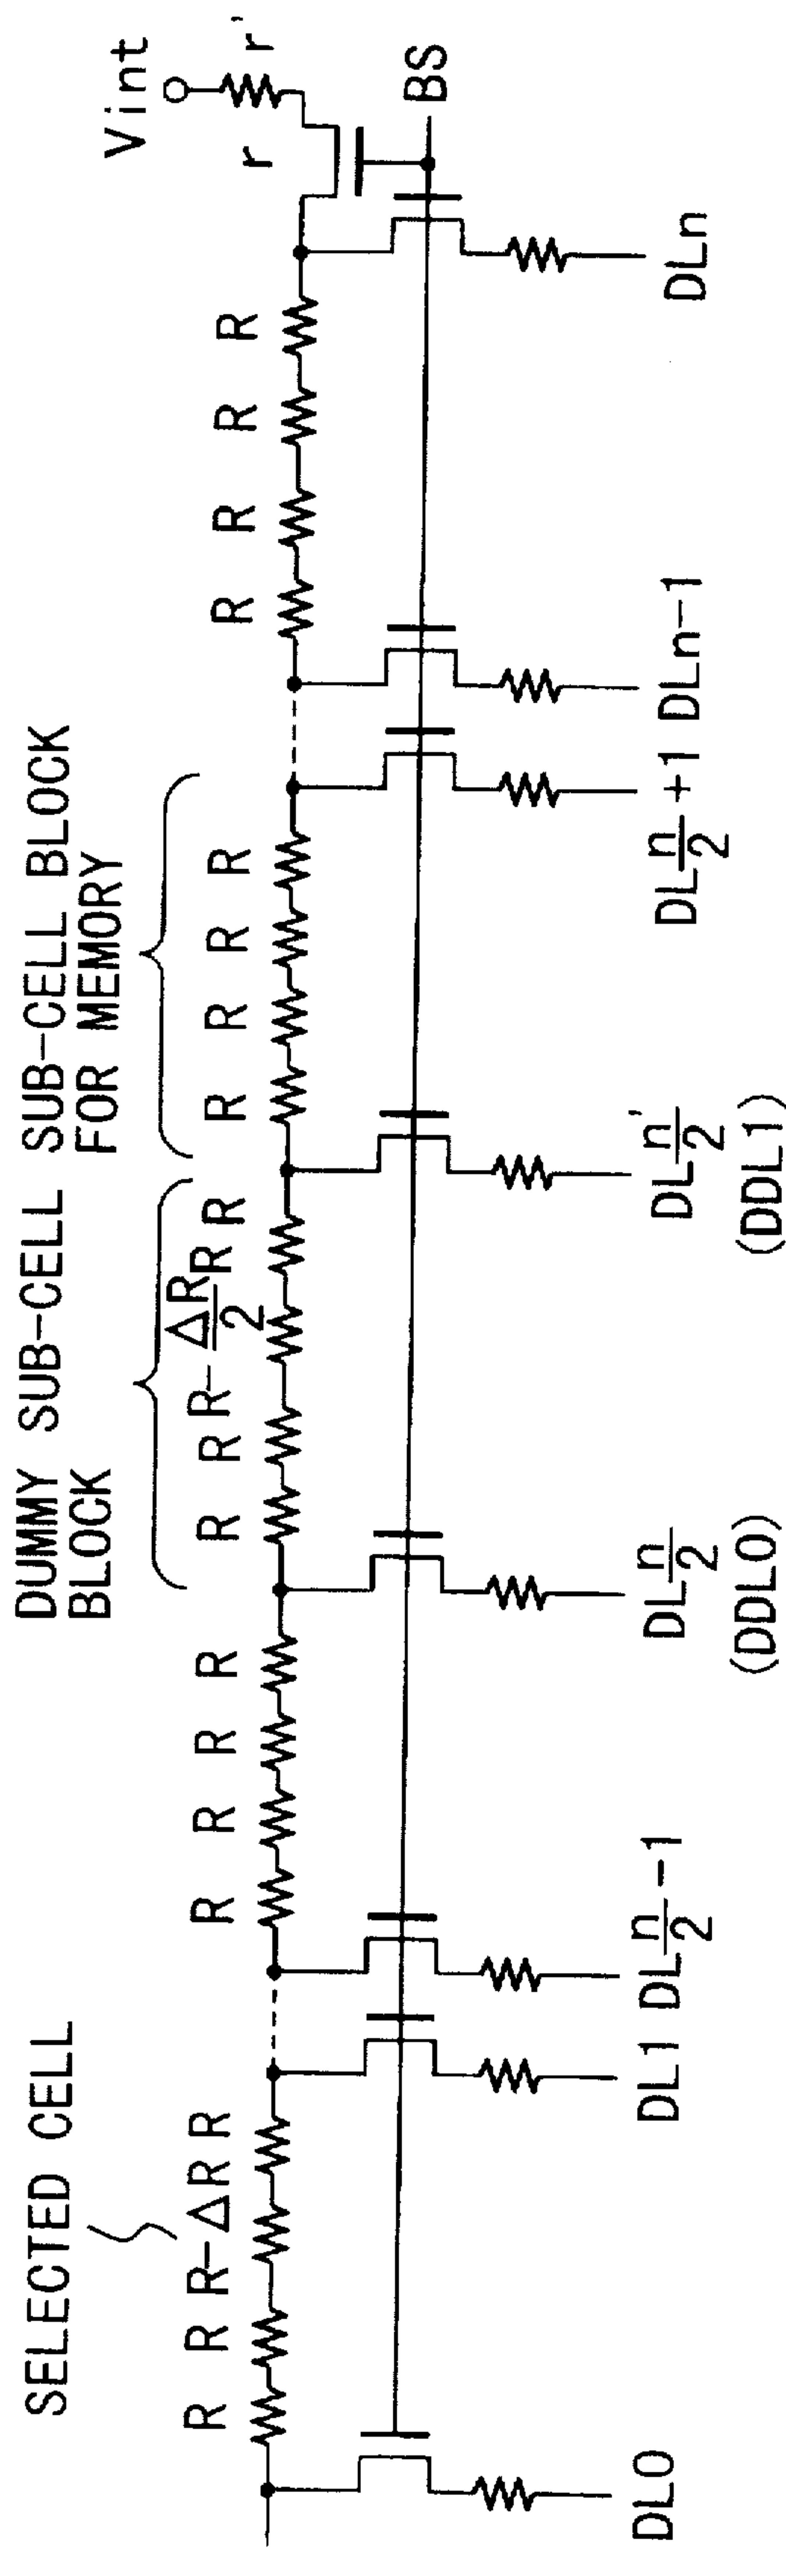 SELECTED CELL
DUMMY SUB-CELL
BLOCK
SUB-CELL BLOCK
FOR MEMORY
Vint
R R R-ΔR R
R R R R
R R R-ΔR/2 R R
R R R R
R R R R
r r'
BS
DL0
DL1
DLn/2-1
DLn/2
(DDL0)
DLn/2'
(DDL1)
DLn/2+1
DLn-1
DLn